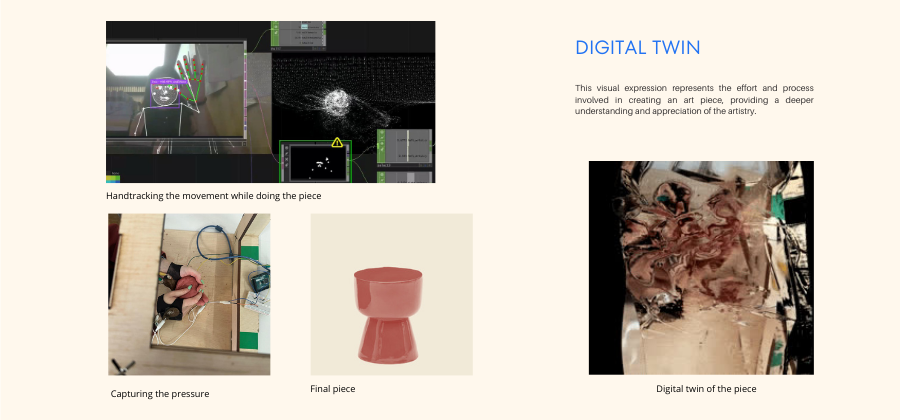 DIGITAL TWIN
This visual expression represents the effort and process
involved in creating an art piece, providing a deeper
understanding and appreciation of the artistry.
Handtracking the movement while doing the piece
Capturing the pressure
Final piece
Digital twin of the piece